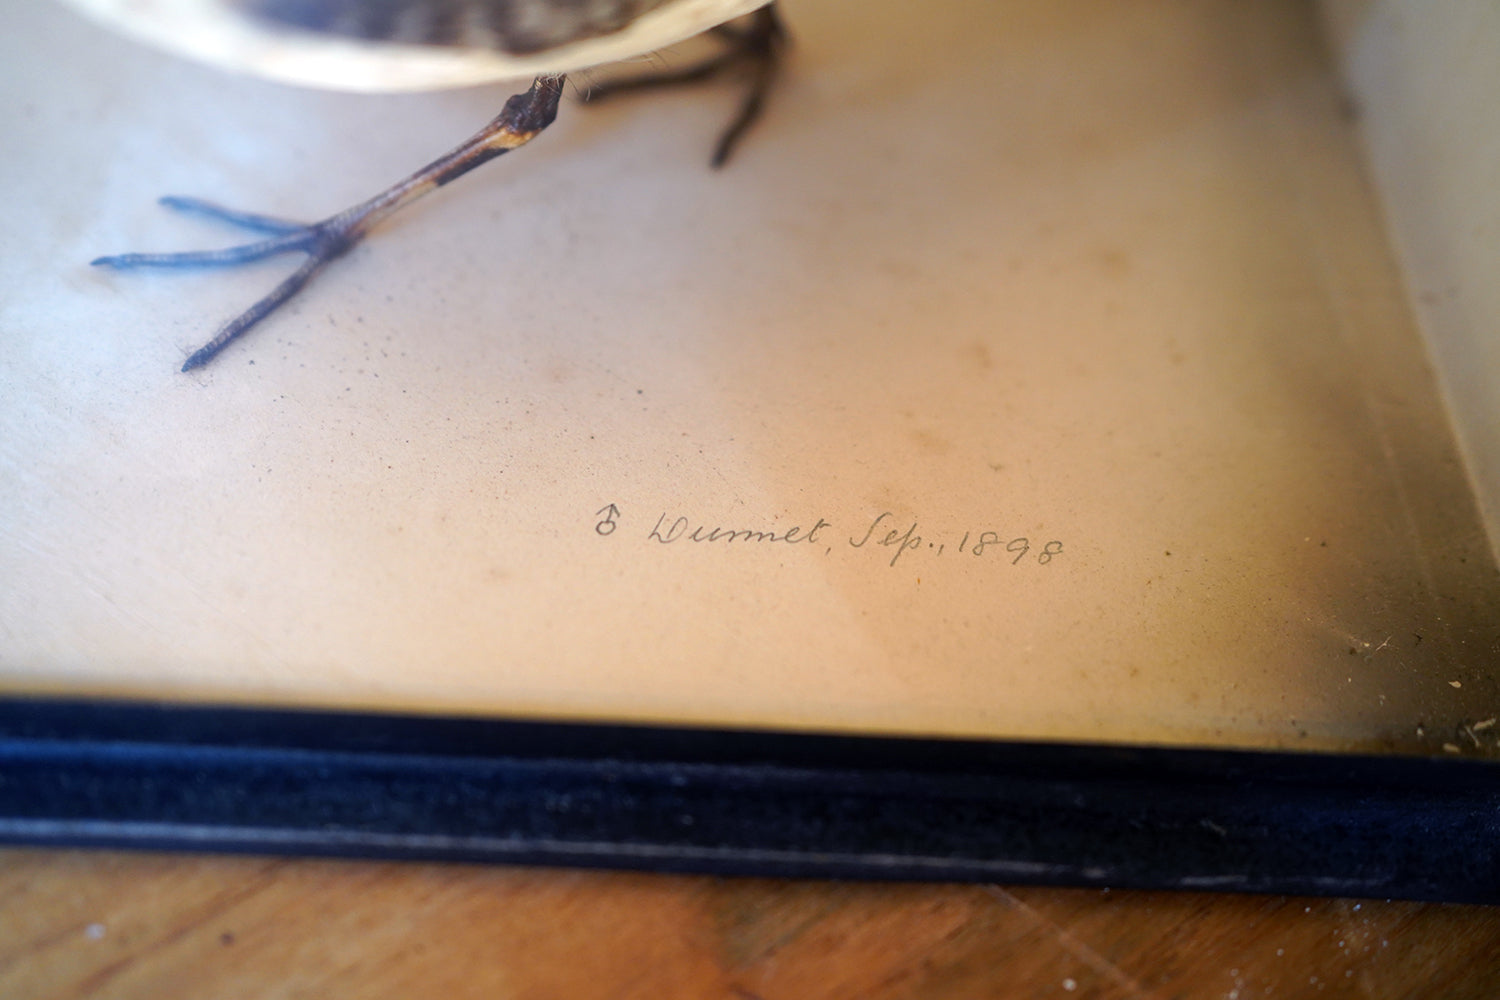 ♂ Dunnet, Sep., 1898